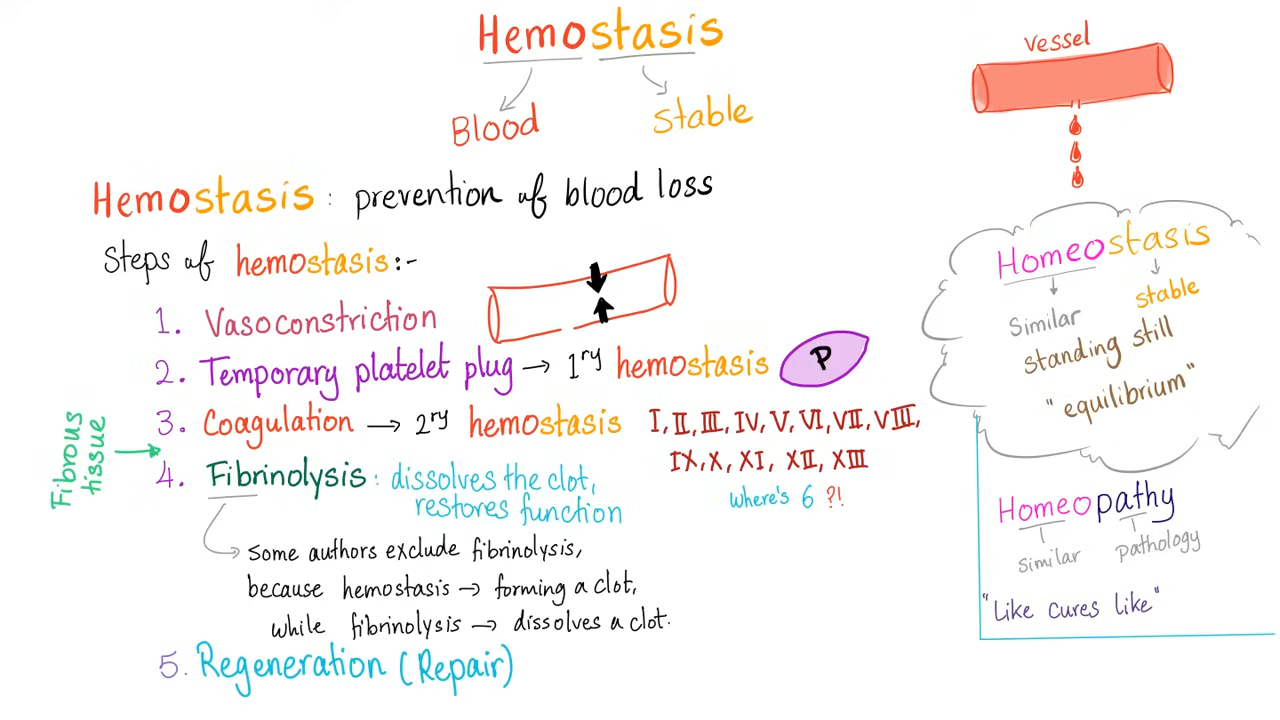 Hemostasis
Blood
stable
Hemostasis : prevention of blood loss
Steps of hemostasis:-
1. Vasoconstriction
2. Temporary platelet plug → 1ry hemostasis
P
3. Coagulation → 2ry hemostasis
I, II, III, IV, V, VI, VII, VIII,
IX, X, XI, XII, XIII
Where's 6 ?!
Fibrous
tissue
4. Fibrinolysis : dissolves the clot,
restores function
Some authors exclude fibrinolysis,
because hemostasis → forming a clot,
while fibrinolysis → dissolves a clot.
5. Regeneration (Repair)
Vessel
Homeostasis
Similar
stable
standing still
"equilibrium"
Homeopathy
similar
pathology
"Like cures like"